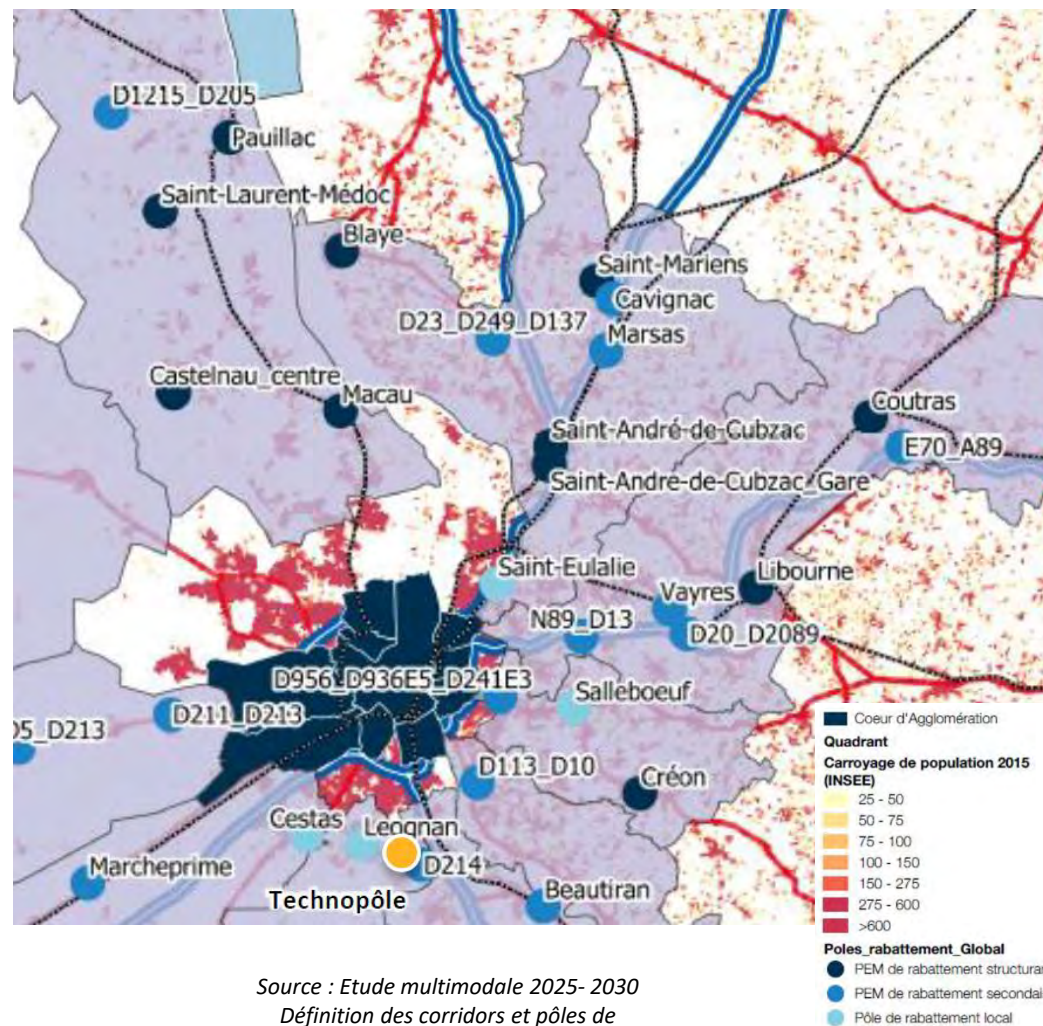 D1215_D205
Pauillac
Saint-Laurent-Médoc
Blaye
Saint-Mariens
Cavignac
D23_D249_D137
Marsas
Castelnau_centre
Macau
Coutras
Saint-André-de-Cubzac
E70_A89
Saint-Andre-de-Cubzac_Gare
Saint-Eulalie
Libourne
Vayres
N89_D13
D20_D2089
D956_D936E5_D241E3
Salleboeuf
D211_D213
05_D213
D113_D10
Créon
Cestas
Leognan
Marcheprime
D214
Technopôle
Beautiran
Coeur d'Agglomération
Quadrant
Carroyage de population 2015
(INSEE)
25 - 50
50 - 75
75 - 100
100 - 150
150 - 275
275 - 600
>600
Poles_rabattement_Global
PEM de rabattement structuran
PEM de rabattement secondai
Pôle de rabattement local
Source : Etude multimodale 2025- 2030
Définition des corridors et pôles de